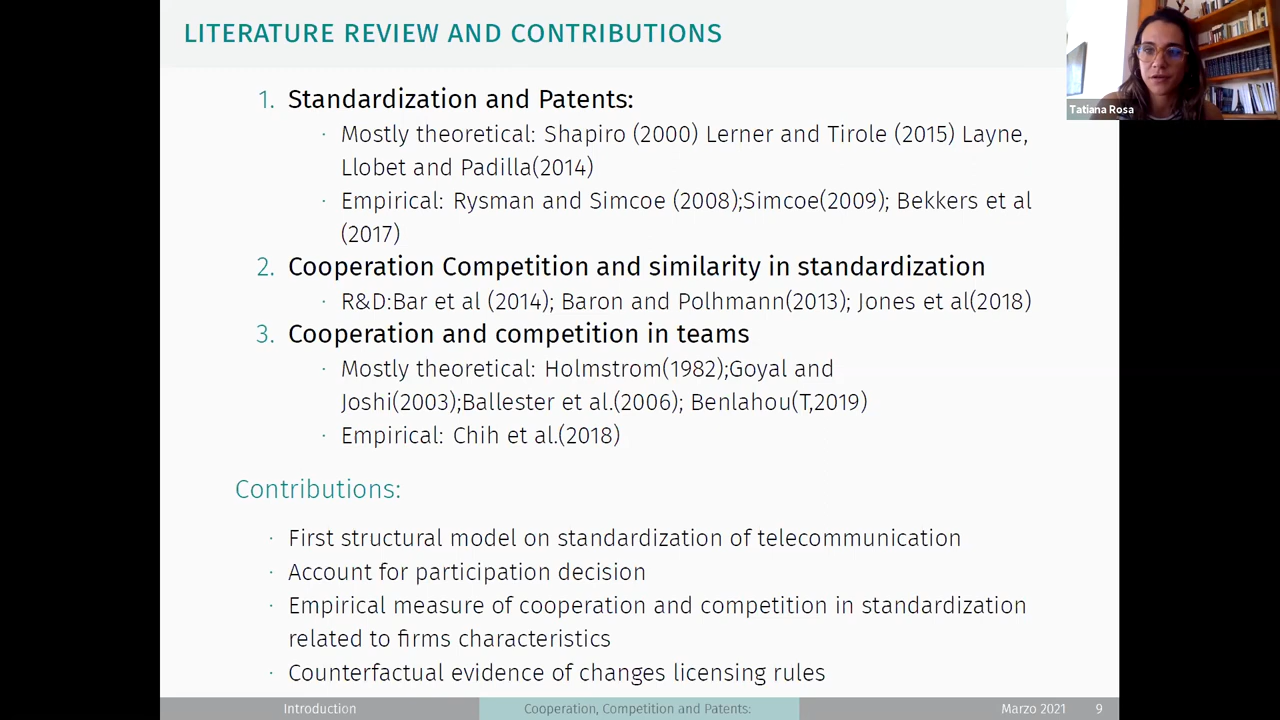 LITERATURE REVIEW AND CONTRIBUTIONS
Tatiana Rosa
1. Standardization and Patents:
· Mostly theoretical: Shapiro (2000) Lerner and Tirole (2015) Layne,
Llobet and Padilla(2014)
· Empirical: Rysman and Simcoe (2008);Simcoe(2009); Bekkers et al
(2017)
2. Cooperation Competition and similarity in standardization
· R&D:Bar et al (2014); Baron and Polhmann(2013); Jones et al(2018)
3. Cooperation and competition in teams
· Mostly theoretical: Holmstrom(1982);Goyal and
Joshi(2003);Ballester et al.(2006); Benlahou(T,2019)
· Empirical: Chih et al.(2018)
Contributions:
· First structural model on standardization of telecommunication
· Account for participation decision
· Empirical measure of cooperation and competition in standardization
related to firms characteristics
· Counterfactual evidence of changes licensing rules
Introduction Cooperation, Competition and Patents: Marzo 2021 9